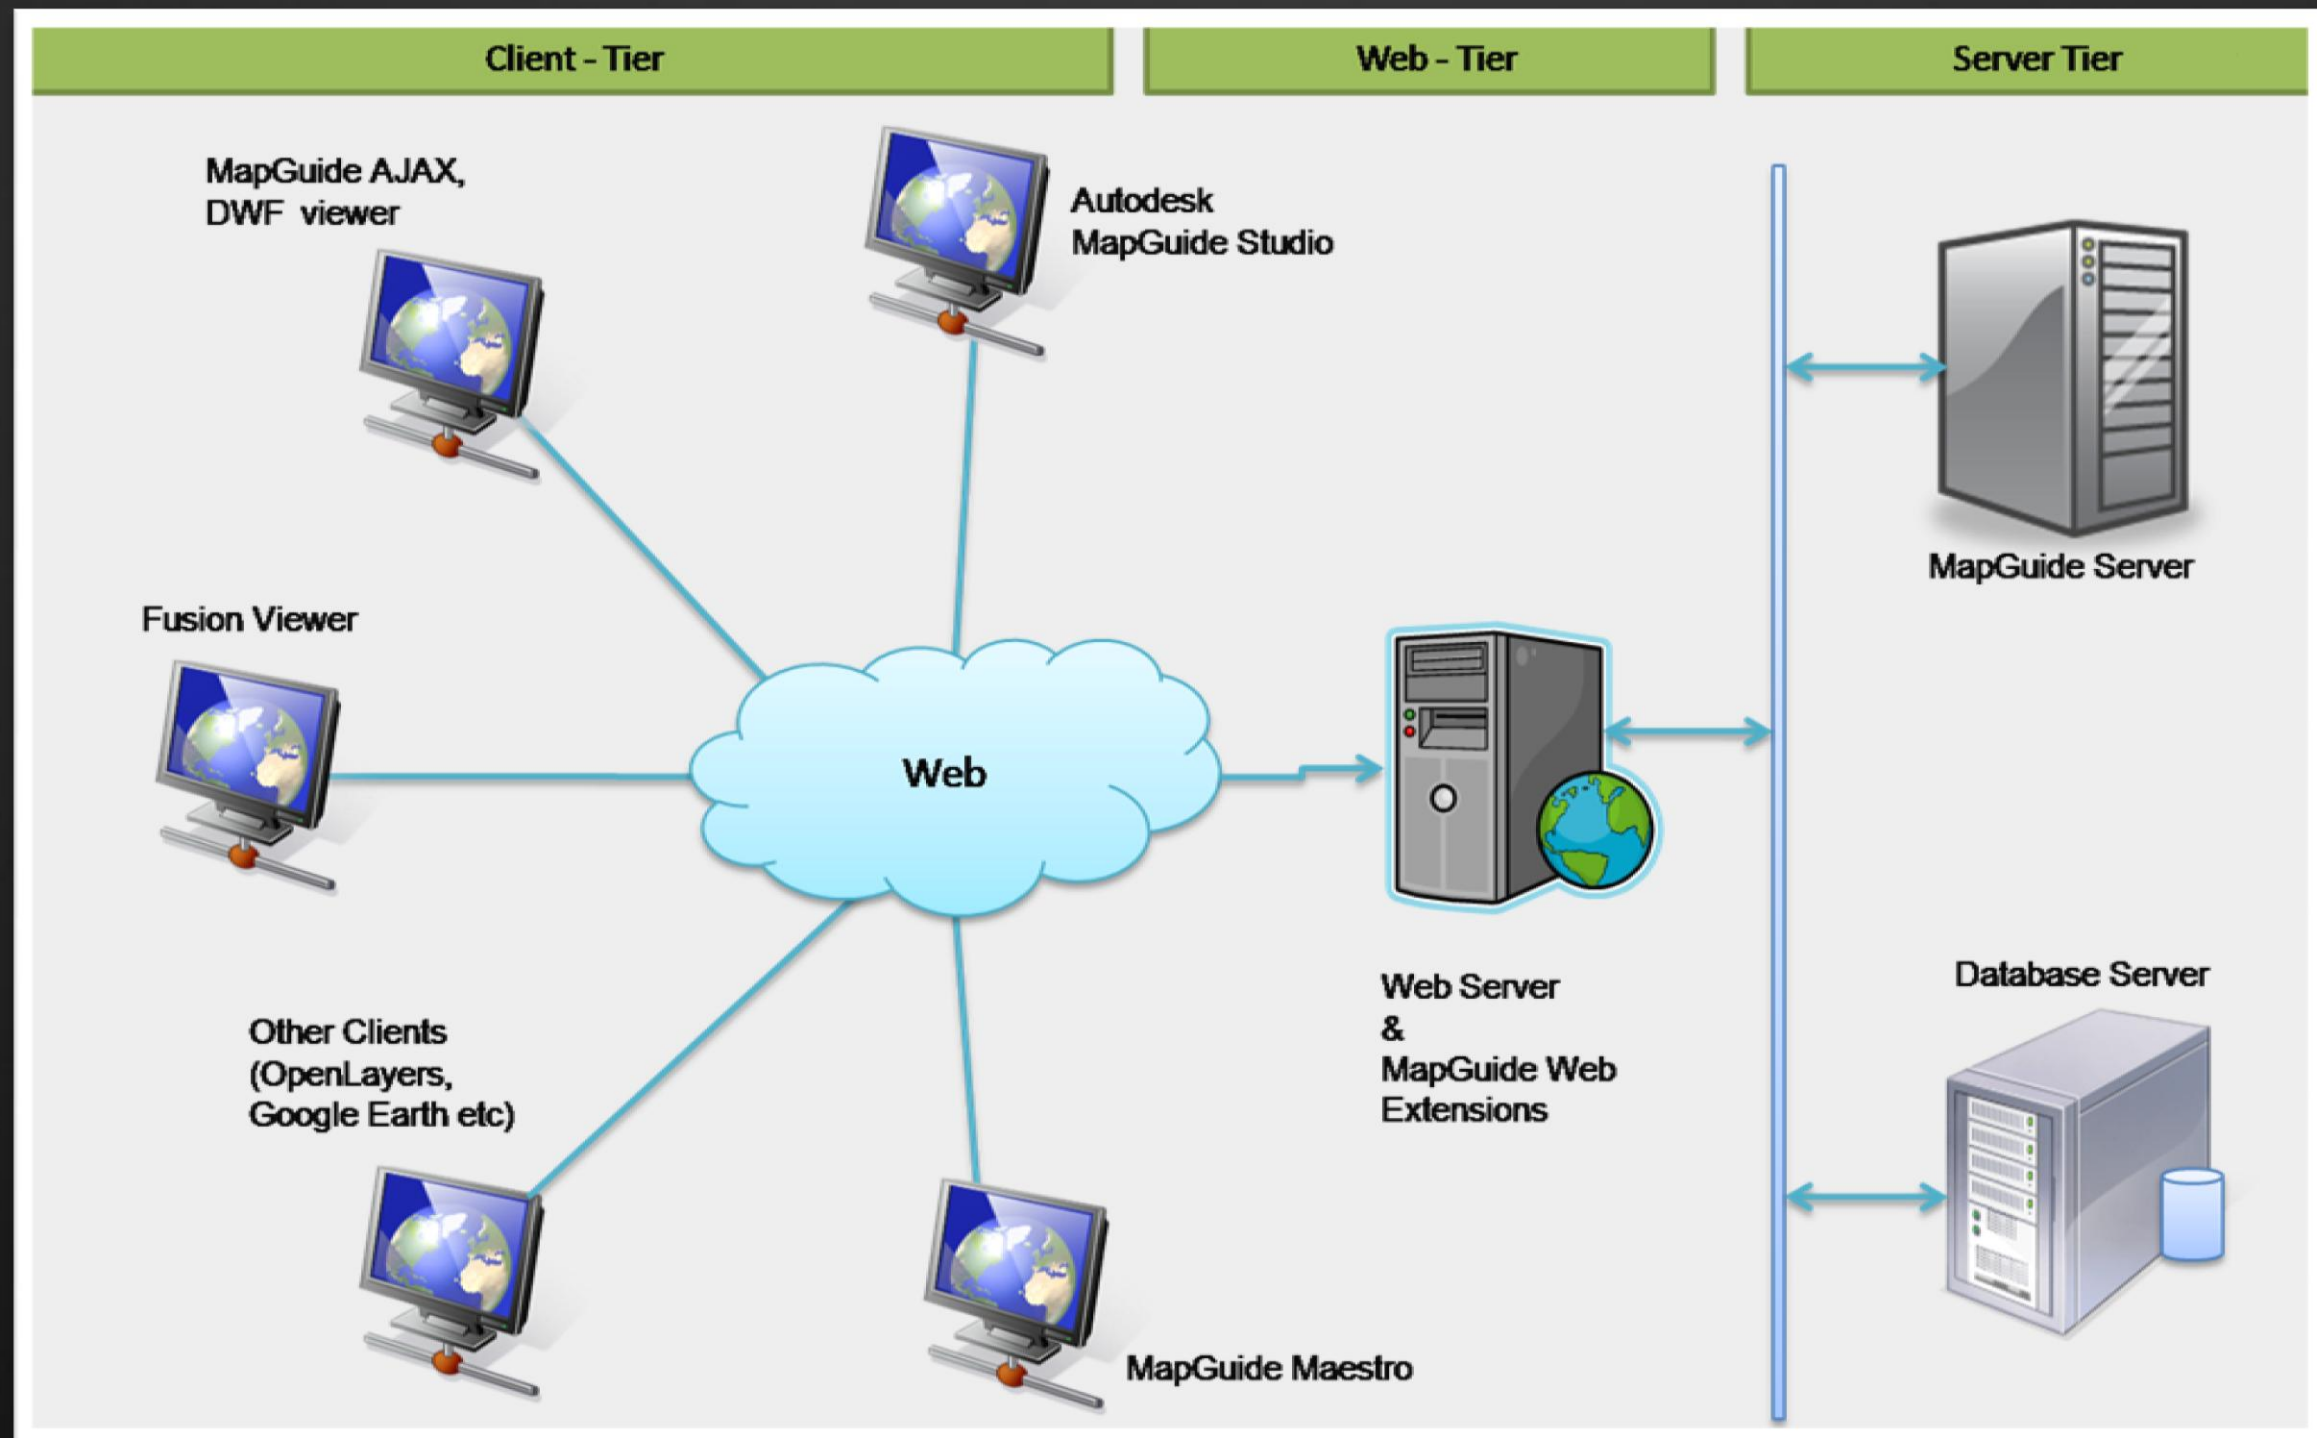 Client - Tier
Web - Tier
Server Tier
MapGuide AJAX,
DWF viewer
Autodesk
MapGuide Studio
MapGuide Server
Fusion Viewer
Web
Web Server
&
MapGuide Web
Extensions
Database Server
Other Clients
(OpenLayers,
Google Earth etc)
MapGuide Maestro